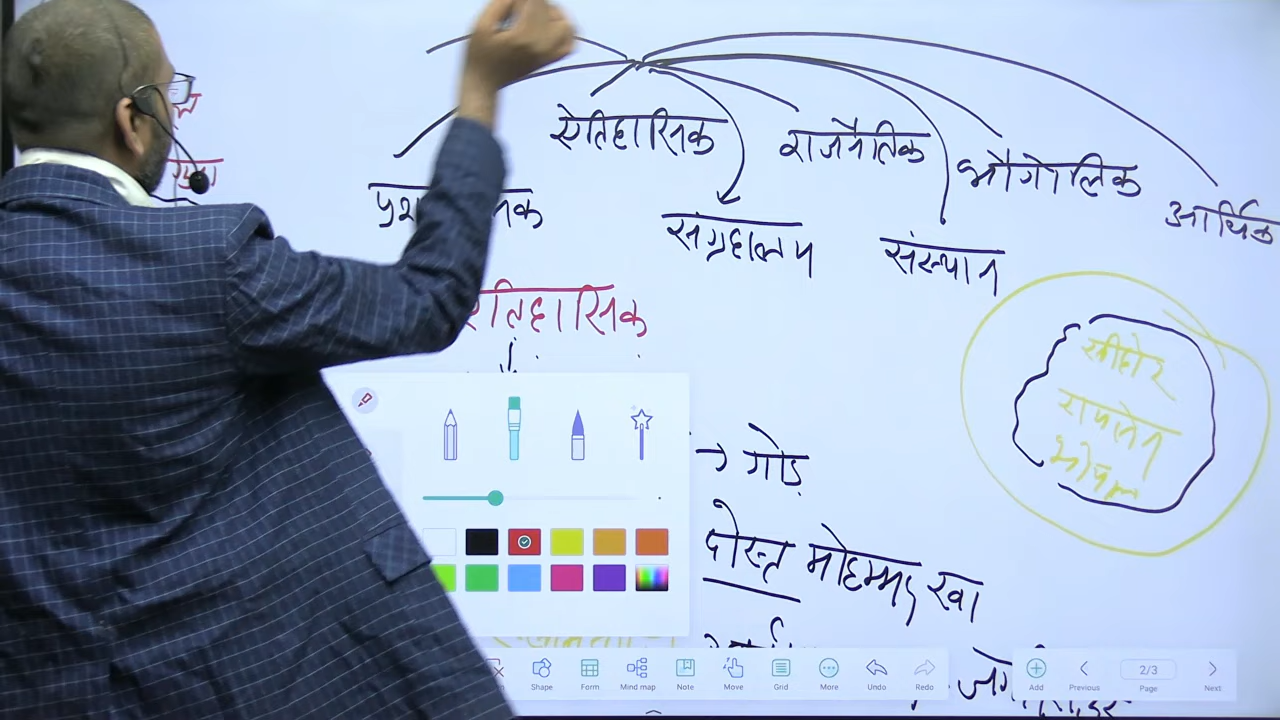 ऐतिहासिक
राजनैतिक
भौगोलिक
आर्थिक
संग्रहालय
संस्थान
ऐतिहासिक
सीहोर
रायसेन
भोपाल
→ गोंड़
दोस्त मोहम्मद खां
Shape Form Mind map Note Move Grid More Undo Redo Add Previous 2/3 Page Next